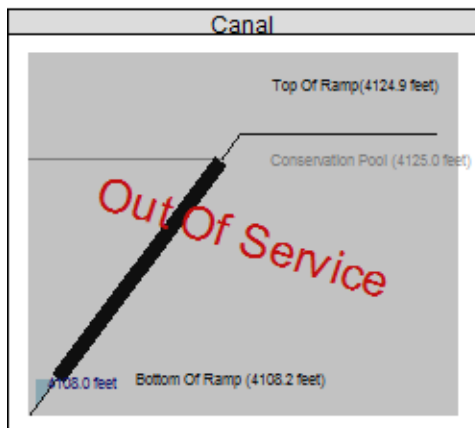 Canal
Top Of Ramp(4124.9 feet)
Conservation Pool (4125.0 feet)
Out Of Service
4108.0 feet
Bottom Of Ramp (4108.2 feet)